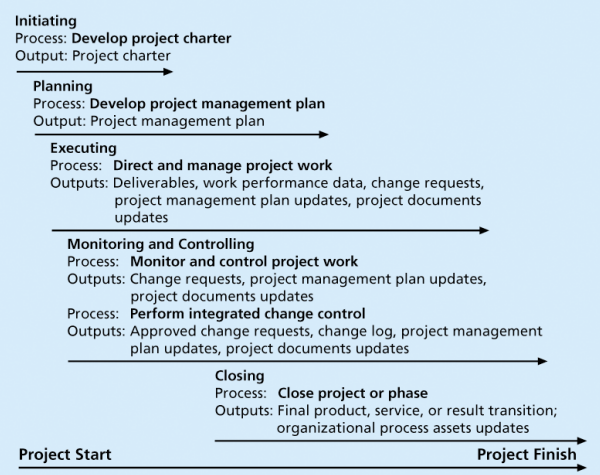 Initiating
Process: Develop project charter
Output: Project charter
Planning
Process: Develop project management plan
Output: Project management plan
Executing
Process: Direct and manage project work
Outputs: Deliverables, work performance data, change requests,
project management plan updates, project documents
updates
Monitoring and Controlling
Process: Monitor and control project work
Outputs: Change requests, project management plan updates,
project documents updates
Process: Perform integrated change control
Outputs: Approved change requests, change log, project management
plan updates, project documents updates
Closing
Process: Close project or phase
Outputs: Final product, service, or result transition;
organizational process assets updates
Project Start Project Finish